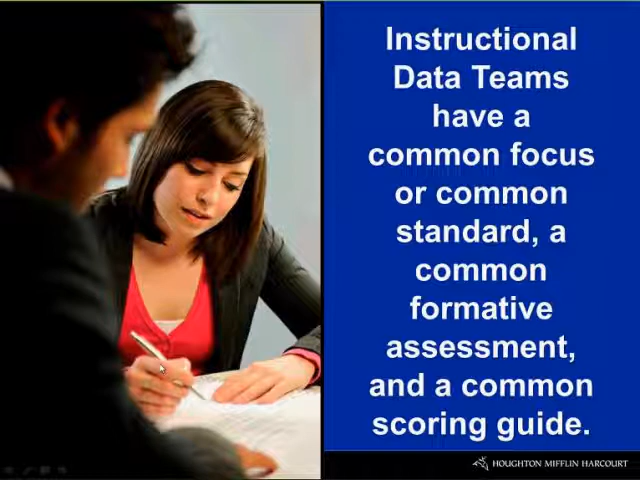 Instructional
Data Teams
have a
common focus
or common
standard, a
common
formative
assessment,
and a common
scoring guide.
HOUGHTON MIFFLIN HARCOURT